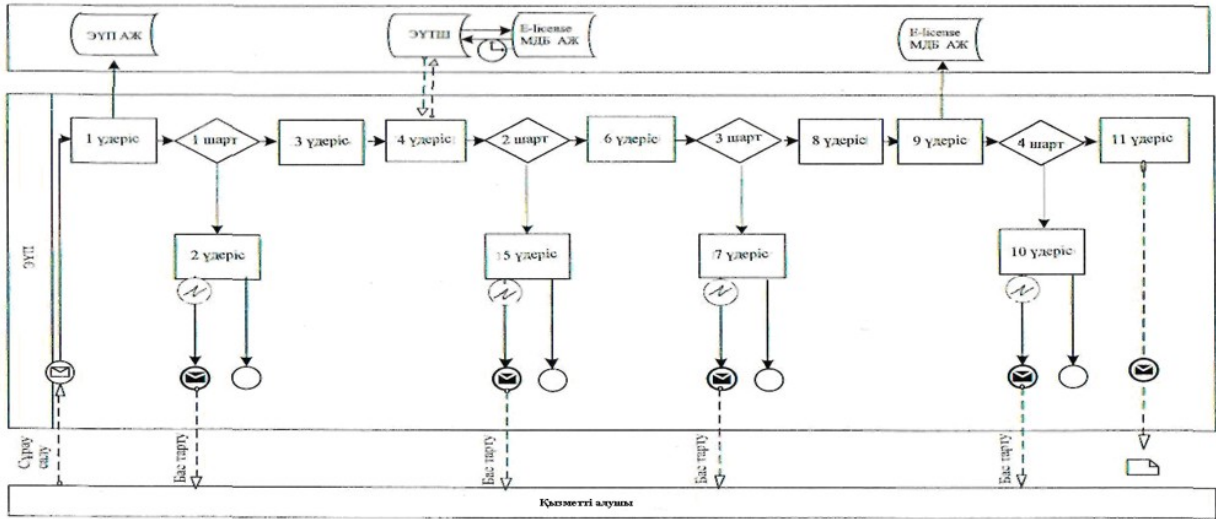 ЭҮП АЖ
ЭҮТШ
E-license
МДБ АЖ
E-license
МДБ АЖ
1 үдеріс
1 шарт
3 үдеріс
4 үдеріс
2 шарт
6 үдеріс
3 шарт
8 үдеріс
9 үдеріс
4 шарт
11 үдеріс
2 үдеріс
15 үдеріс
7 үдеріс
10 үдеріс
ЭҮП
Сұрау
салу
Бас тарту
Бас тарту
Бас тарту
Бас тарту
Қызметті алушы